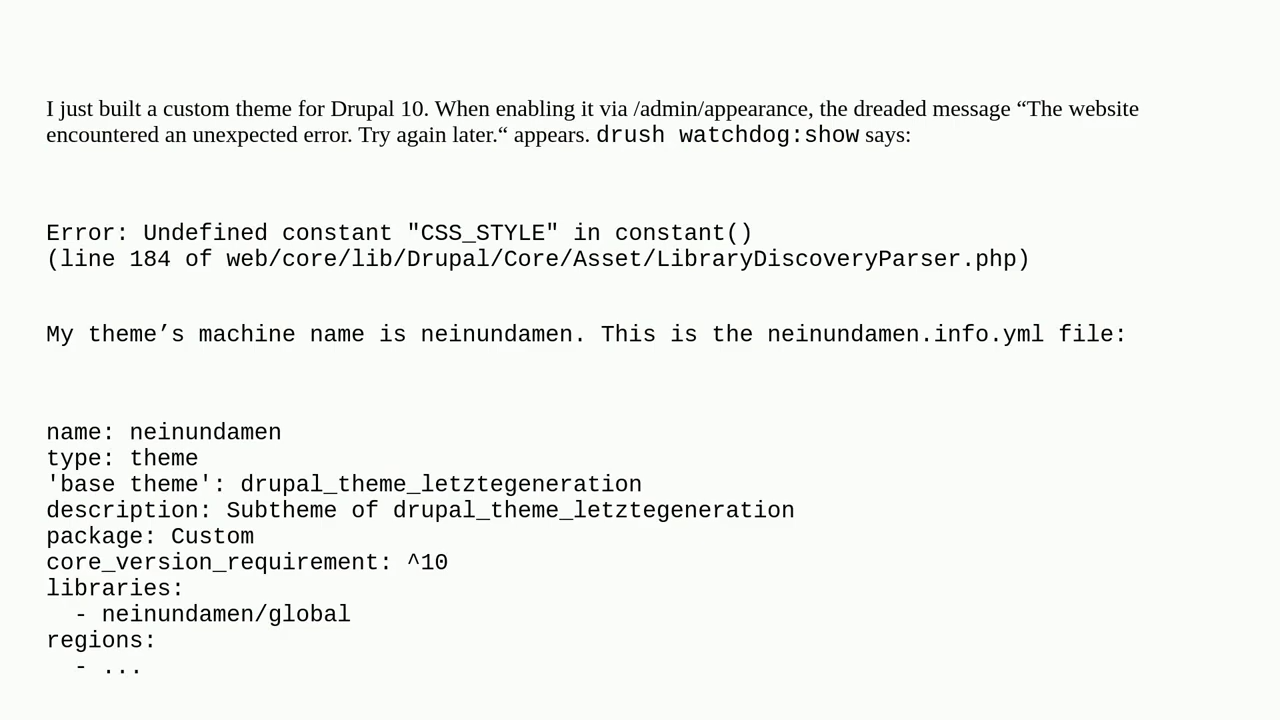 I just built a custom theme for Drupal 10. When enabling it via /admin/appearance, the dreaded message “The website
encountered an unexpected error. Try again later.“ appears. drush watchdog:show says:
Error: Undefined constant "CSS_STYLE" in constant()
(line 184 of web/core/lib/Drupal/Core/Asset/LibraryDiscoveryParser.php)
My theme’s machine name is neinundamen. This is the neinundamen.info.yml file:
name: neinundamen
type: theme
'base theme': drupal_theme_letztegeneration
description: Subtheme of drupal_theme_letztegeneration
package: Custom
core_version_requirement: ^10
libraries:
  - neinundamen/global
regions:
  - ...